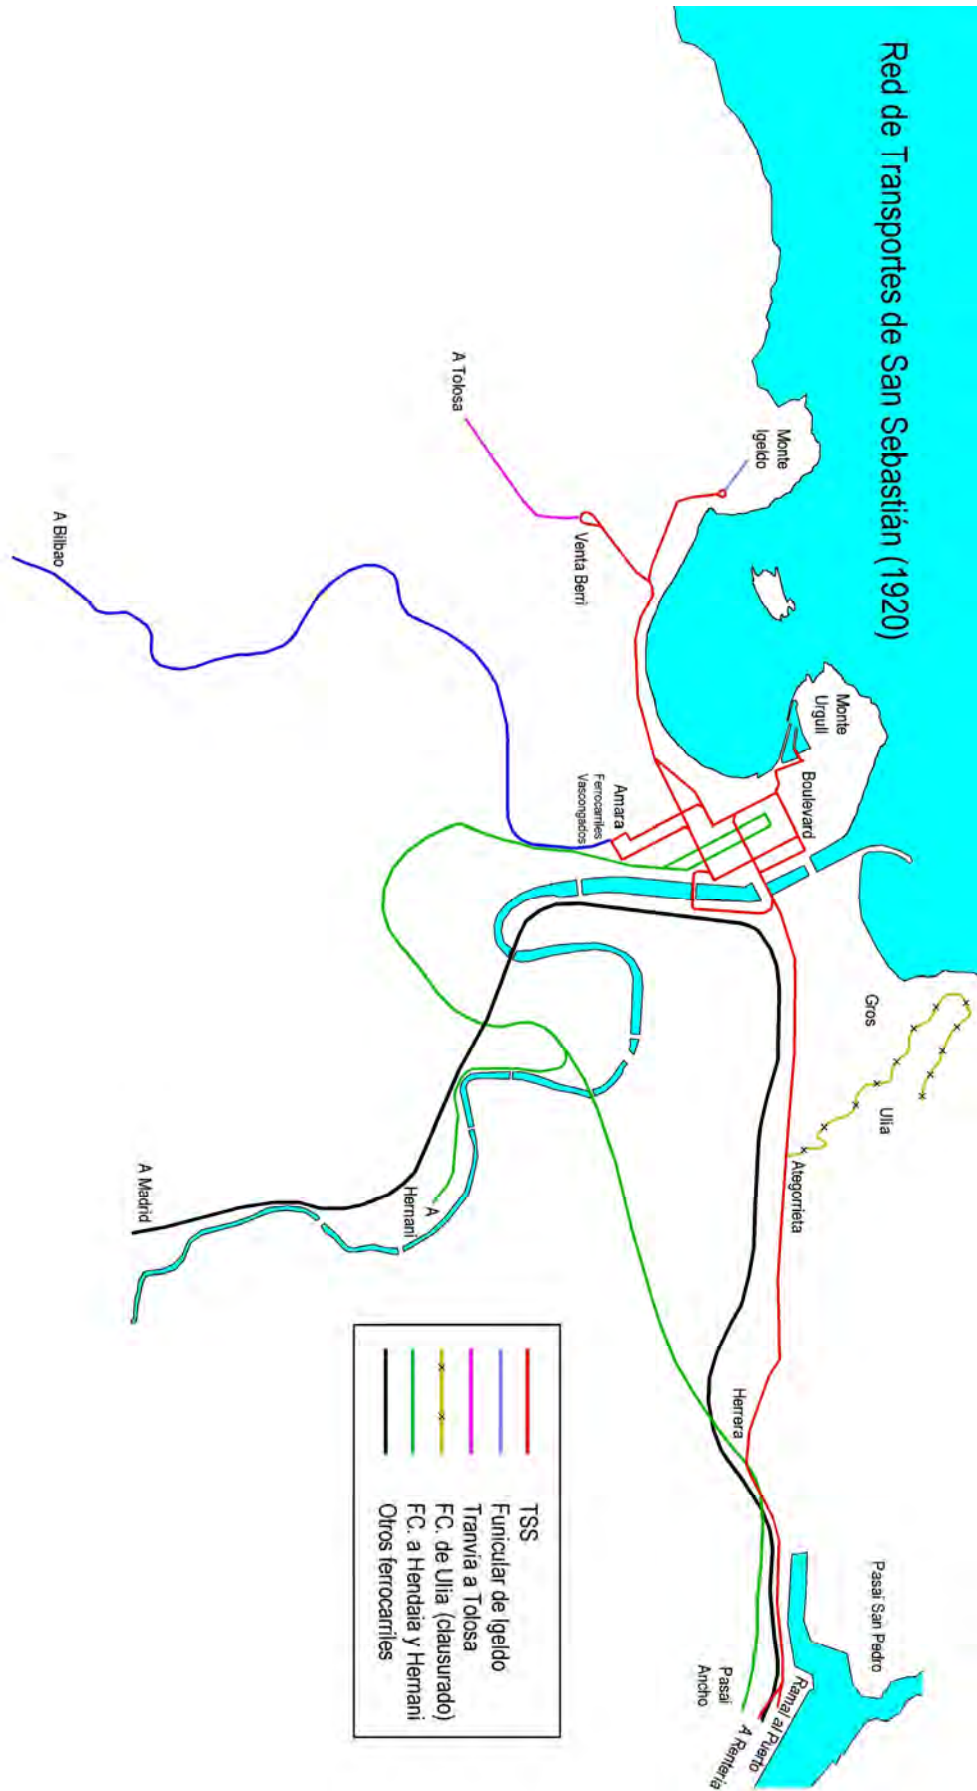 Red de Transportes de San Sebastián (1920)
Monte
Igeldo
A Tolosa
Venta Berri
A Bilbao
Monte
Urgull
Boulevard
Amara
Ferrocarriles
Vascongados
Gros
Ulia
Ategorrieta
A
Hernani
A Madrid
Herrera
Pasai San Pedro
Pasai
Ancho
Ramal al Puerto
A Renteria
TSS
Funicular de Igeldo
Tranvia a Tolosa
FC. de Ulia (clausurado)
FC. a Hendaia y Hernani
Otros ferrocarriles